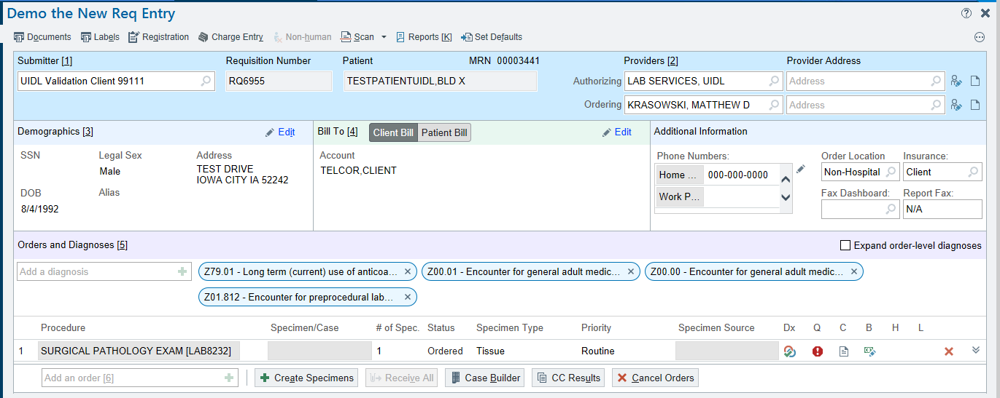 Demo the New Req Entry
Documents Labels Registration Charge Entry Non-human Scan Reports [K] Set Defaults
Submitter [1] Requisition Number Patient MRN 00003441 Providers [2] Provider Address
UIDL Validation Client 99111 RQ6955 TESTPATIENTUIDL,BLD X Authorizing LAB SERVICES, UIDL Address
Ordering KRASOWSKI, MATTHEW D Address
Demographics [3] Edit Bill To [4] Client Bill Patient Bill Edit Additional Information
SSN Legal Sex Address Account Phone Numbers: Order Location Insurance:
Male TEST DRIVE TELCOR,CLIENT Home ... 000-000-0000 Non-Hospital Client
IOWA CITY IA 52242
DOB Alias Work P... Fax Dashboard: Report Fax:
8/4/1992 N/A
Orders and Diagnoses [5] Expand order-level diagnoses
Add a diagnosis Z79.01 - Long term (current) use of anticoa... Z00.01 - Encounter for general adult medic... Z00.00 - Encounter for general adult medic...
Z01.812 - Encounter for preprocedural lab...
Procedure Specimen/Case # of Spec. Status Specimen Type Priority Specimen Source Dx Q C B H L
1 SURGICAL PATHOLOGY EXAM [LAB8232] 1 Ordered Tissue Routine
Add an order [6] Create Specimens Receive All Case Builder CC Results Cancel Orders